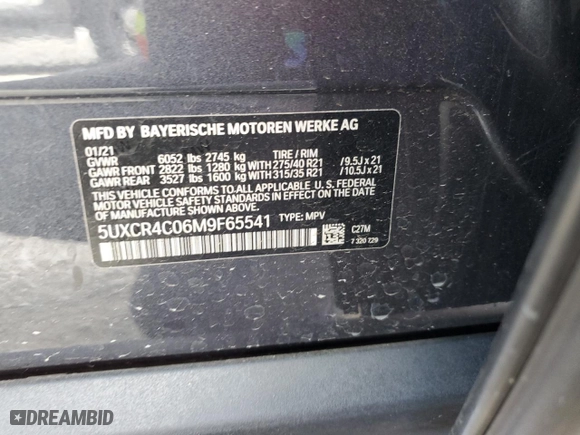 MFD BY BAYERISCHE MOTOREN WERKE AG
01/21 TIRE / RIM
GVWR 6052 lbs 2745 kg
GAWR FRONT 2822 lbs 1280 kg WITH 275/40 R21 /9.5J x 21
GAWR REAR 3527 lbs 1600 kg WITH 315/35 R21 /10.5J x 21
THIS VEHICLE CONFORMS TO ALL APPLICABLE U. S. FEDERAL
MOTOR VEHICLE SAFETY STANDARDS IN EFFECT ON THE
DATE OF MANUFACTURE SHOWN ABOVE.
5UXCR4C06M9F65541 TYPE: MPV
C27M
7 320 729
DREAMBID